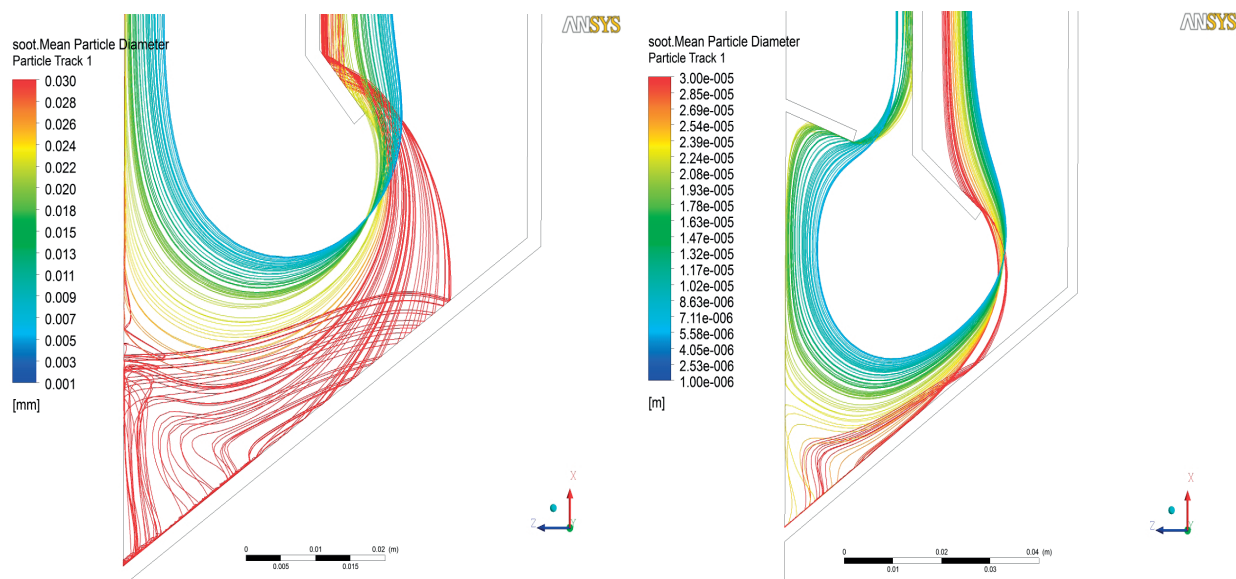 ANSYS
soot.Mean Particle Diameter
Particle Track 1
0.030
0.028
0.026
0.024
0.022
0.020
0.018
0.016
0.014
0.013
0.011
0.009
0.007
0.005
0.003
0.001
[mm]
X
Z
Y
0 0.01 0.02 (m)
0.005 0.015
ANSYS
soot.Mean Particle Diameter
Particle Track 1
3.00e-005
2.85e-005
2.69e-005
2.54e-005
2.39e-005
2.24e-005
2.08e-005
1.93e-005
1.78e-005
1.63e-005
1.47e-005
1.32e-005
1.17e-005
1.02e-005
8.63e-006
7.11e-006
5.58e-006
4.05e-006
2.53e-006
1.00e-006
[m]
X
Z
Y
0 0.02 0.04 (m)
0.01 0.03